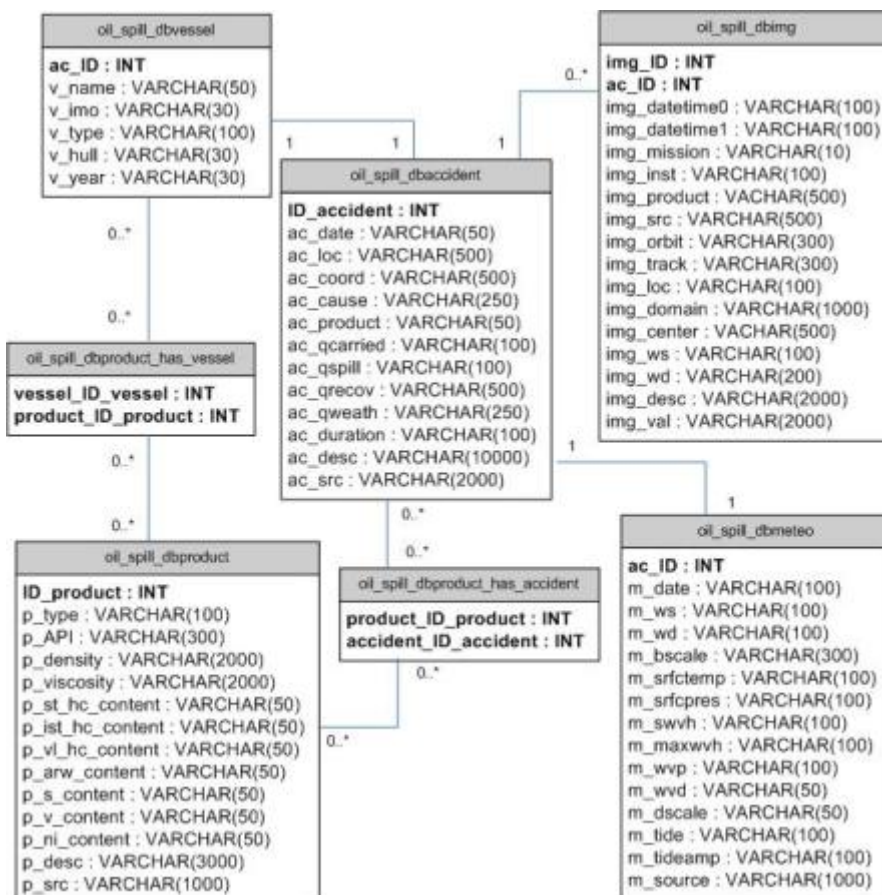 oil_spill_dbvessel
ac_ID : INT
v_name : VARCHAR(50)
v_imo : VARCHAR(30)
v_type : VARCHAR(100)
v_hull : VARCHAR(30)
v_year : VARCHAR(30)
1
0..*
0..*
oil_spill_dbproduct_has_vessel
vessel_ID_vessel : INT
product_ID_product : INT
0..*
0..*
oil_spill_dbproduct
ID_product : INT
p_type : VARCHAR(100)
p_API : VARCHAR(300)
p_density : VARCHAR(2000)
p_viscosity : VARCHAR(2000)
p_st_hc_content : VARCHAR(50)
p_ist_hc_content : VARCHAR(50)
p_vl_hc_content : VARCHAR(50)
p_arw_content : VARCHAR(50)
p_s_content : VARCHAR(50)
p_v_content : VARCHAR(50)
p_ni_content : VARCHAR(50)
p_desc : VARCHAR(3000)
p_src : VARCHAR(1000)
0..*
1
1
oil_spill_dbaccident
ID_accident : INT
ac_date : VARCHAR(50)
ac_loc : VARCHAR(500)
ac_coord : VARCHAR(500)
ac_cause : VARCHAR(250)
ac_product : VARCHAR(50)
ac_qcarried : VARCHAR(100)
ac_qspill : VARCHAR(100)
ac_qrecov : VARCHAR(500)
ac_qweath : VARCHAR(250)
ac_duration : VARCHAR(100)
ac_desc : VARCHAR(10000)
ac_src : VARCHAR(2000)
0..*
0..*
oil_spill_dbproduct_has_accident
product_ID_product : INT
accident_ID_accident : INT
0..*
0..*
oil_spill_dbimg
img_ID : INT
ac_ID : INT
img_datetime0 : VARCHAR(100)
img_datetime1 : VARCHAR(100)
img_mission : VARCHAR(10)
img_inst : VARCHAR(100)
img_product : VACHAR(500)
img_src : VARCHAR(500)
img_orbit : VARCHAR(300)
img_track : VARCHAR(300)
img_loc : VARCHAR(100)
img_domain : VARCHAR(1000)
img_center : VACHAR(500)
img_ws : VARCHAR(100)
img_wd : VARCHAR(200)
img_desc : VARCHAR(2000)
img_val : VARCHAR(2000)
1
1
oil_spill_dbmeteo
ac_ID : INT
m_date : VARCHAR(100)
m_ws : VARCHAR(100)
m_wd : VARCHAR(100)
m_bscale : VARCHAR(300)
m_srfctemp : VARCHAR(100)
m_srfcpres : VARCHAR(100)
m_swvh : VARCHAR(100)
m_maxwvh : VARCHAR(100)
m_wvp : VARCHAR(100)
m_wvd : VARCHAR(50)
m_dscale : VARCHAR(50)
m_tide : VARCHAR(100)
m_tideamp : VARCHAR(100)
m_source : VARCHAR(1000)